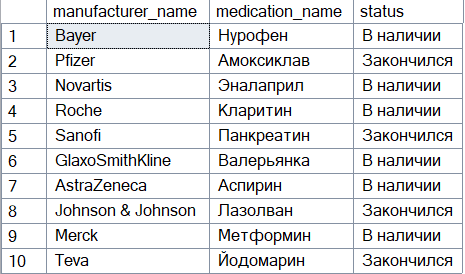 manufacturer_name medication_name status
1 Bayer Нурофен В наличии
2 Pfizer Амоксиклав Закончился
3 Novartis Эналаприл В наличии
4 Roche Кларитин В наличии
5 Sanofi Панкреатин Закончился
6 GlaxoSmithKline Валерьянка В наличии
7 AstraZeneca Аспирин В наличии
8 Johnson & Johnson Лазолван Закончился
9 Merck Метформин В наличии
10 Teva Йодомарин Закончился